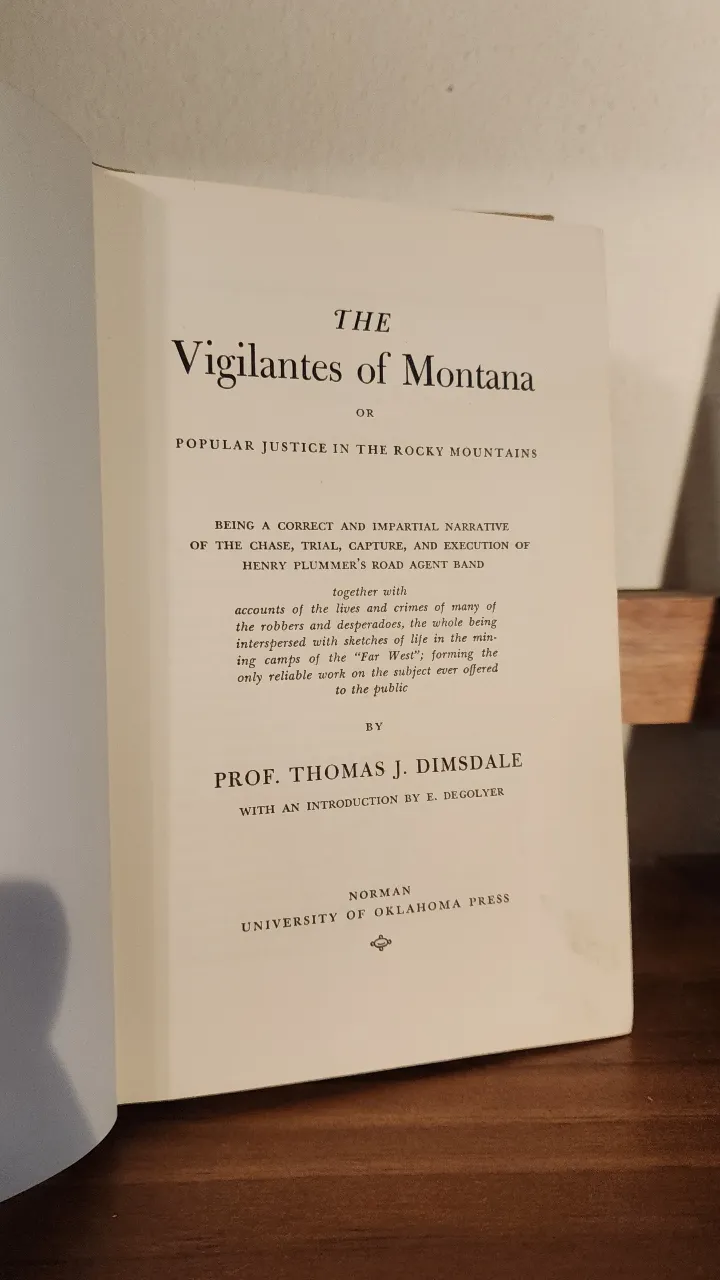 THE
Vigilantes of Montana
OR
POPULAR JUSTICE IN THE ROCKY MOUNTAINS
BEING A CORRECT AND IMPARTIAL NARRATIVE
OF THE CHASE, TRIAL, CAPTURE, AND EXECUTION OF
HENRY PLUMMER'S ROAD AGENT BAND
together with
accounts of the lives and crimes of many of
the robbers and desperadoes, the whole being
interspersed with sketches of life in the min-
ing camps of the "Far West"; forming the
only reliable work on the subject ever offered
to the public
BY
PROF. THOMAS J. DIMSDALE
WITH AN INTRODUCTION BY E. DEGOLYER
NORMAN
UNIVERSITY OF OKLAHOMA PRESS